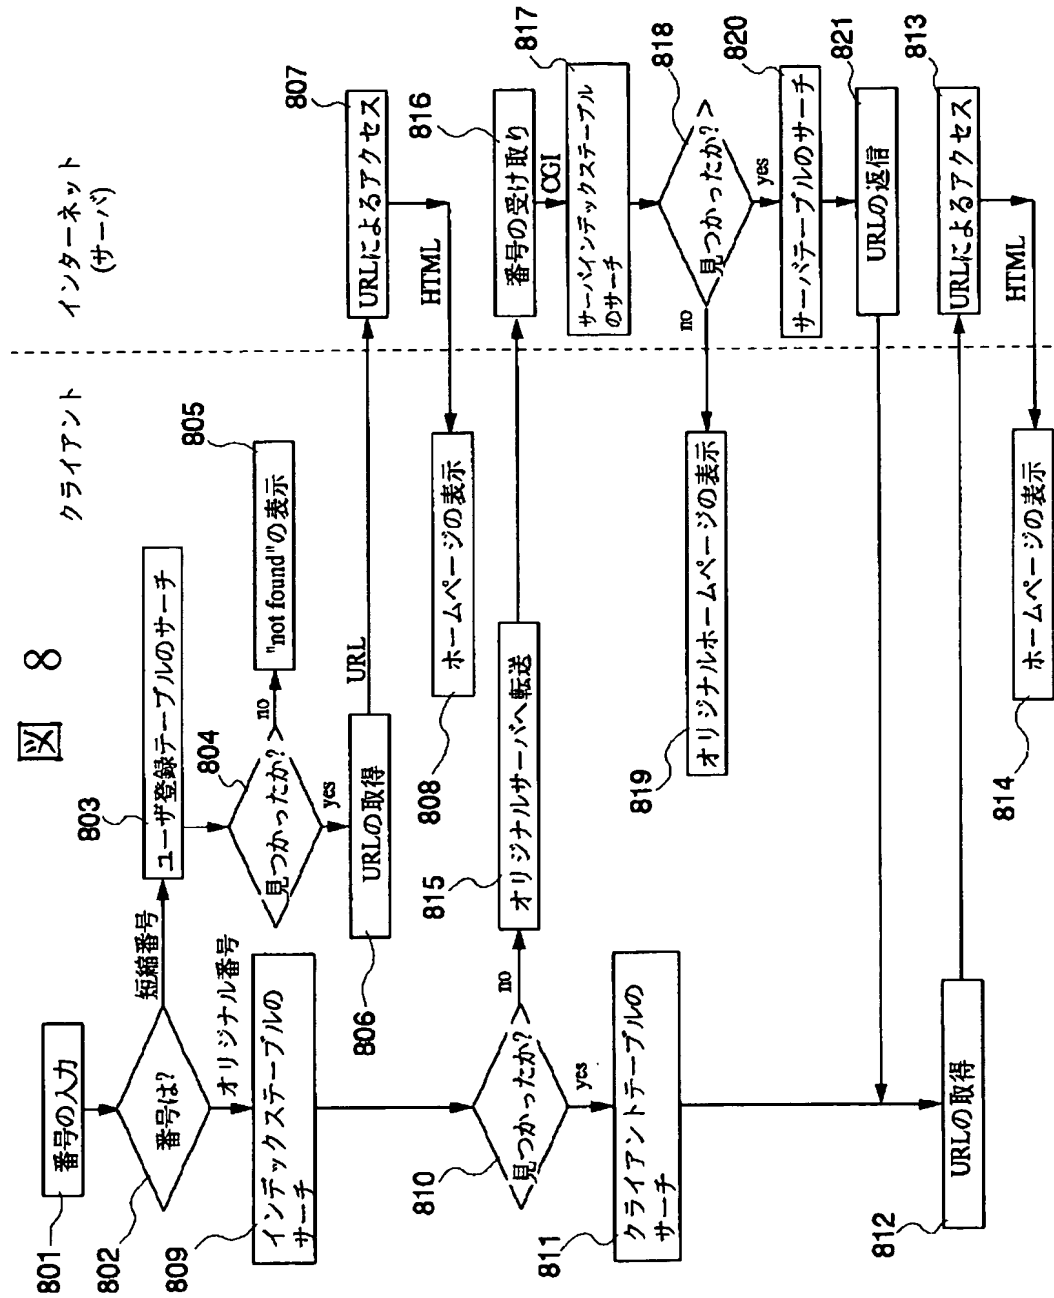 図 8
クライアント
インターネット
(サーバ)
801
番号の入力
802
番号は?
短縮番号
オリジナル番号
803
ユーザ登録テーブルのサーチ
804
見つかったか?
no
yes
805
"not found"の表示
806
URLの取得
URL
807
URLによるアクセス
HTML
808
ホームページの表示
809
インデックステーブルの
サーチ
810
見つかったか?
no
yes
815
オリジナルサーバへ転送
816
番号の受け取り
CGI
817
サーバインデックステーブル
のサーチ
818
見つかったか?
no
yes
819
オリジナルホームページの表示
820
サーバテーブルのサーチ
821
URLの返信
811
クライアントテーブルの
サーチ
812
URLの取得
813
URLによるアクセス
HTML
814
ホームページの表示